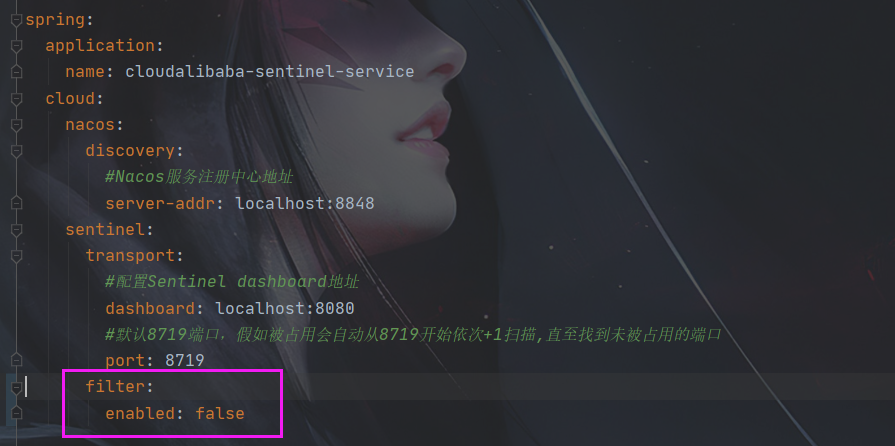 spring:
  application:
    name: cloudalibaba-sentinel-service
  cloud:
    nacos:
      discovery:
        #Nacos服务注册中心地址
        server-addr: localhost:8848
    sentinel:
      transport:
        #配置Sentinel dashboard地址
        dashboard: localhost:8080
        #默认8719端口，假如被占用会自动从8719开始依次+1扫描,直至找到未被占用的端口
        port: 8719
      filter:
        enabled: false